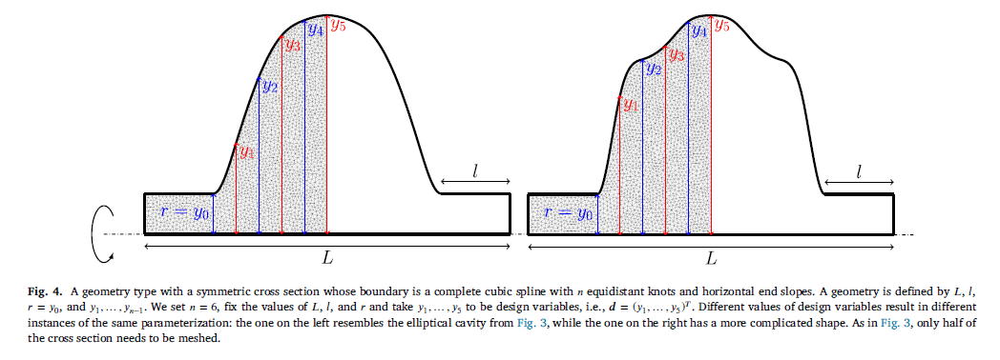 y₁ y₂ y₃ y₄ y₅
r = y₀
l
L
y₁ y₂ y₃ y₄ y₅
r = y₀
l
L
Fig. 4. A geometry type with a symmetric cross section whose boundary is a complete cubic spline with n equidistant knots and horizontal end slopes. A geometry is defined by L, l,
r = y₀, and y₁, … , yₙ₋₁. We set n = 6, fix the values of L, l, and r and take y₁, … , y₅ to be design variables, i.e., d = (y₁, … , y₅)ᵀ. Different values of design variables result in different
instances of the same parameterization: the one on the left resembles the elliptical cavity from Fig. 3, while the one on the right has a more complicated shape. As in Fig. 3, only half of
the cross section needs to be meshed.